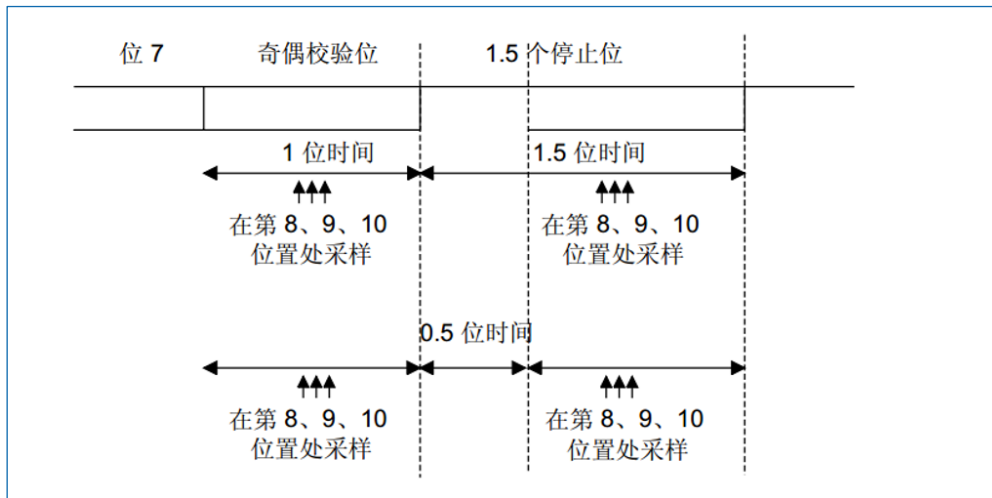 位 7 奇偶校验位 1.5 个停止位
1 位时间 1.5 位时间
在第 8、9、10 在第 8、9、10
位置处采样 位置处采样
0.5 位时间
在第 8、9、10 在第 8、9、10
位置处采样 位置处采样